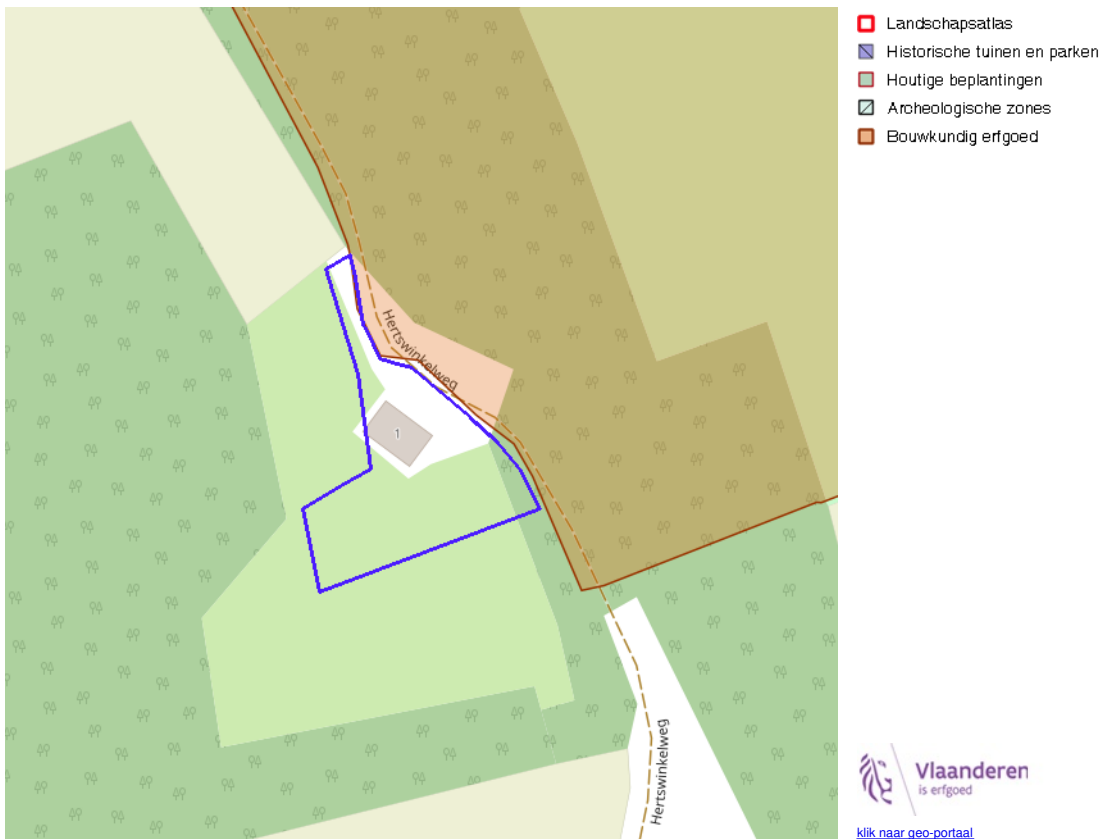 Landschapsatlas
Historische tuinen en parken
Houtige beplantingen
Archeologische zones
Bouwkundig erfgoed
Hertswinkelweg
1
Hertswinkelweg
Vlaanderen
is erfgoed
klik naar geo-portaal